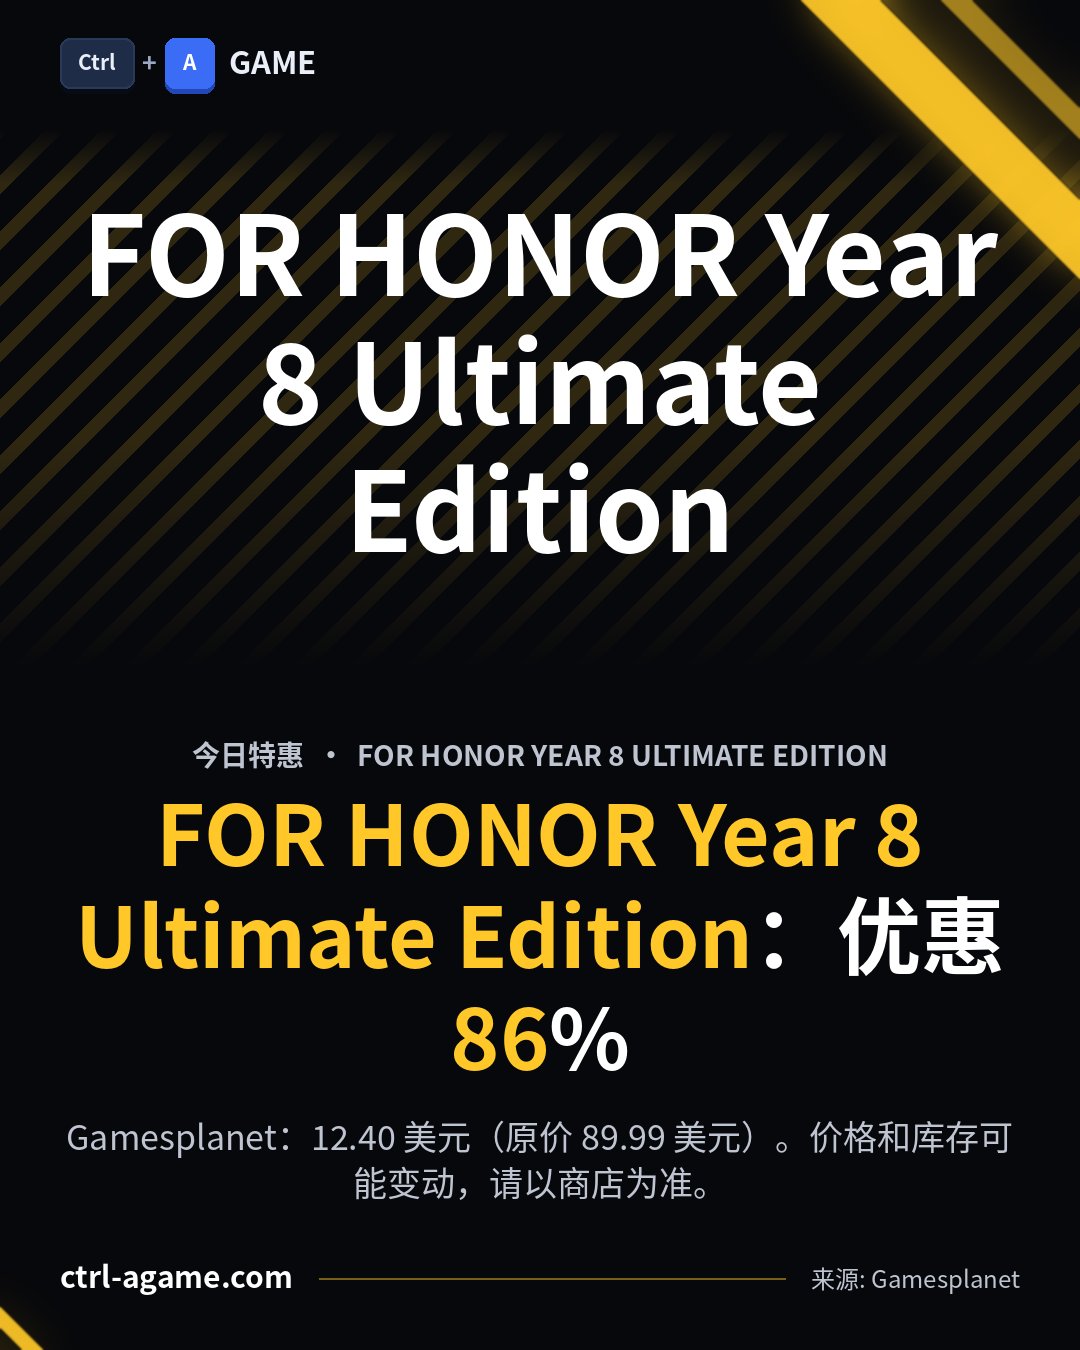 Ctrl + A GAME
FOR HONOR Year
8 Ultimate
Edition
今日特惠 • FOR HONOR YEAR 8 ULTIMATE EDITION
FOR HONOR Year 8
Ultimate Edition：优惠
86%
Gamesplanet：12.40 美元（原价 89.99 美元）。价格和库存可
能变动，请以商店为准。
ctrl-agame.com
来源: Gamesplanet